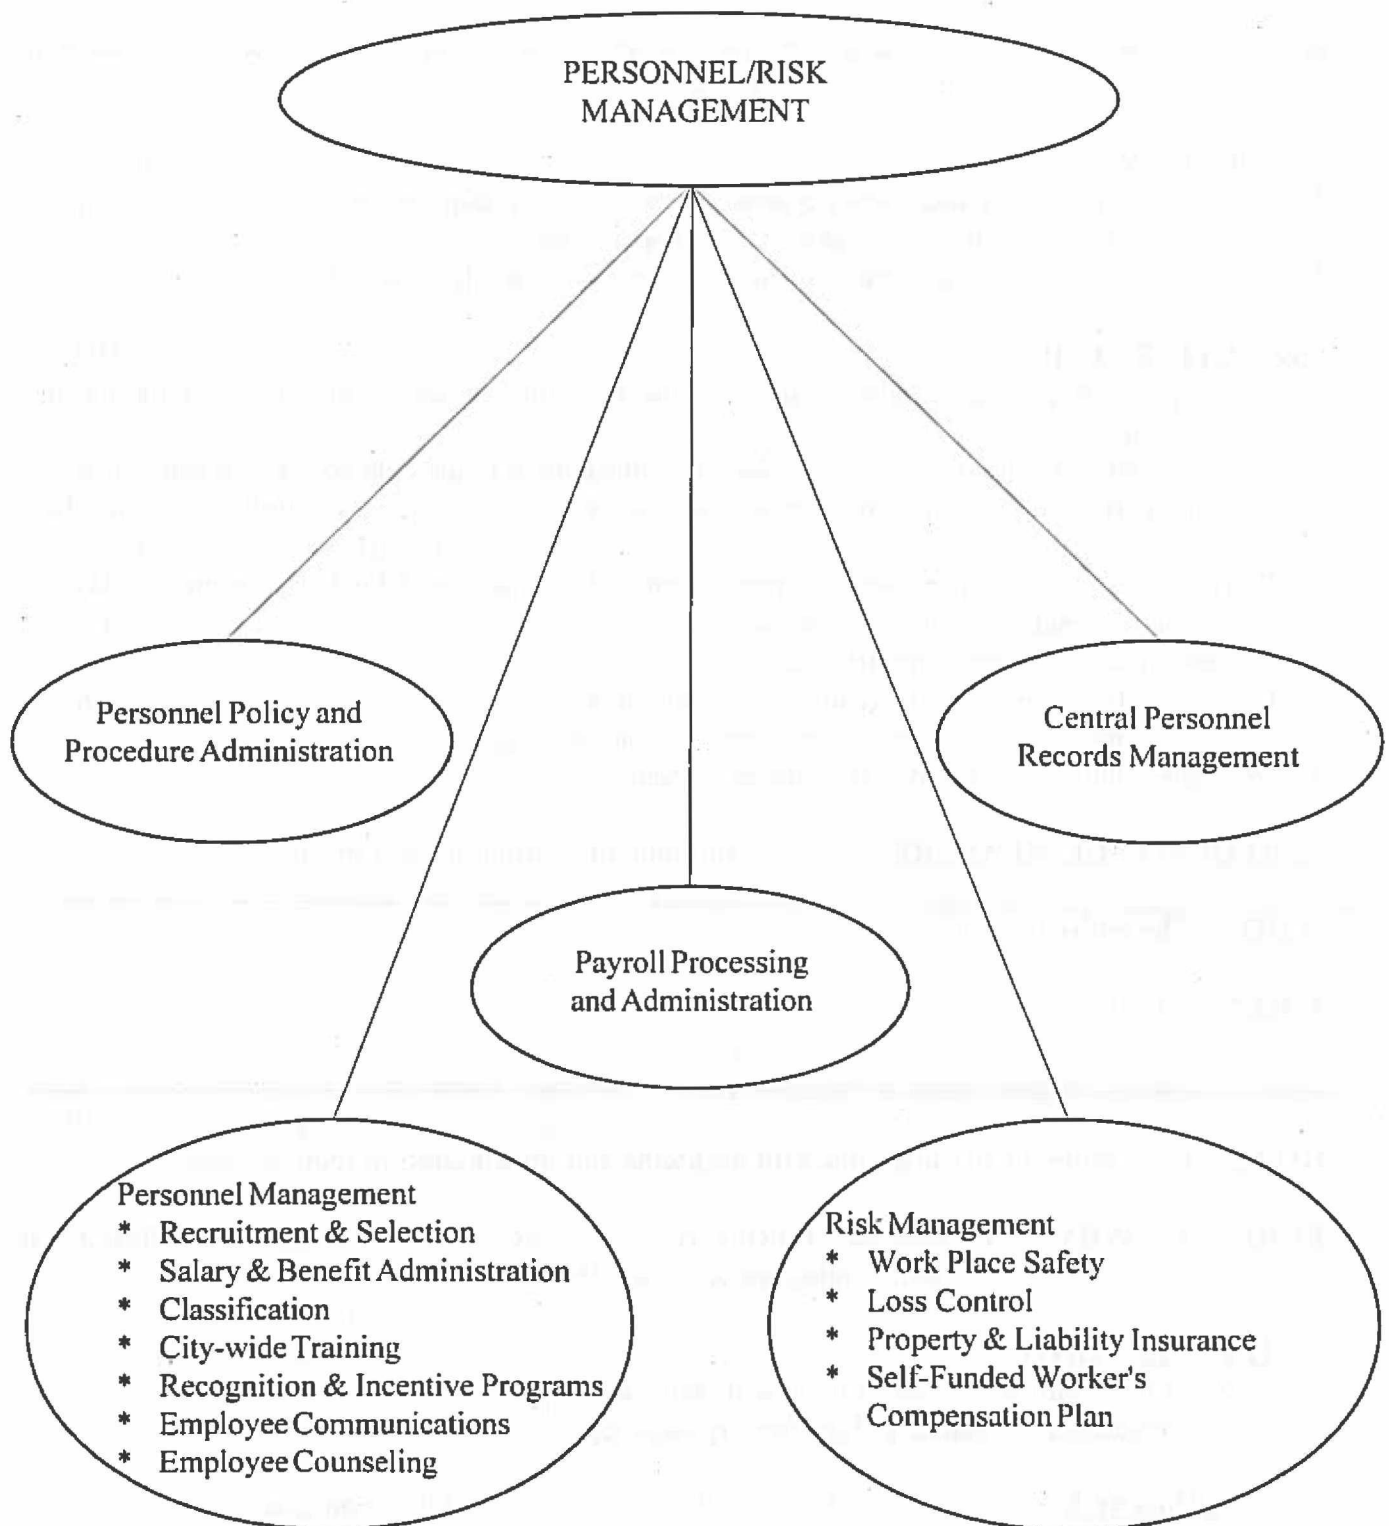 PERSONNEL/RISK
MANAGEMENT
Personnel Policy and
Procedure Administration
Central Personnel
Records Management
Payroll Processing
and Administration
Personnel Management
* Recruitment & Selection
* Salary & Benefit Administration
* Classification
* City-wide Training
* Recognition & Incentive Programs
* Employee Communications
* Employee Counseling
Risk Management
* Work Place Safety
* Loss Control
* Property & Liability Insurance
* Self-Funded Worker's
Compensation Plan